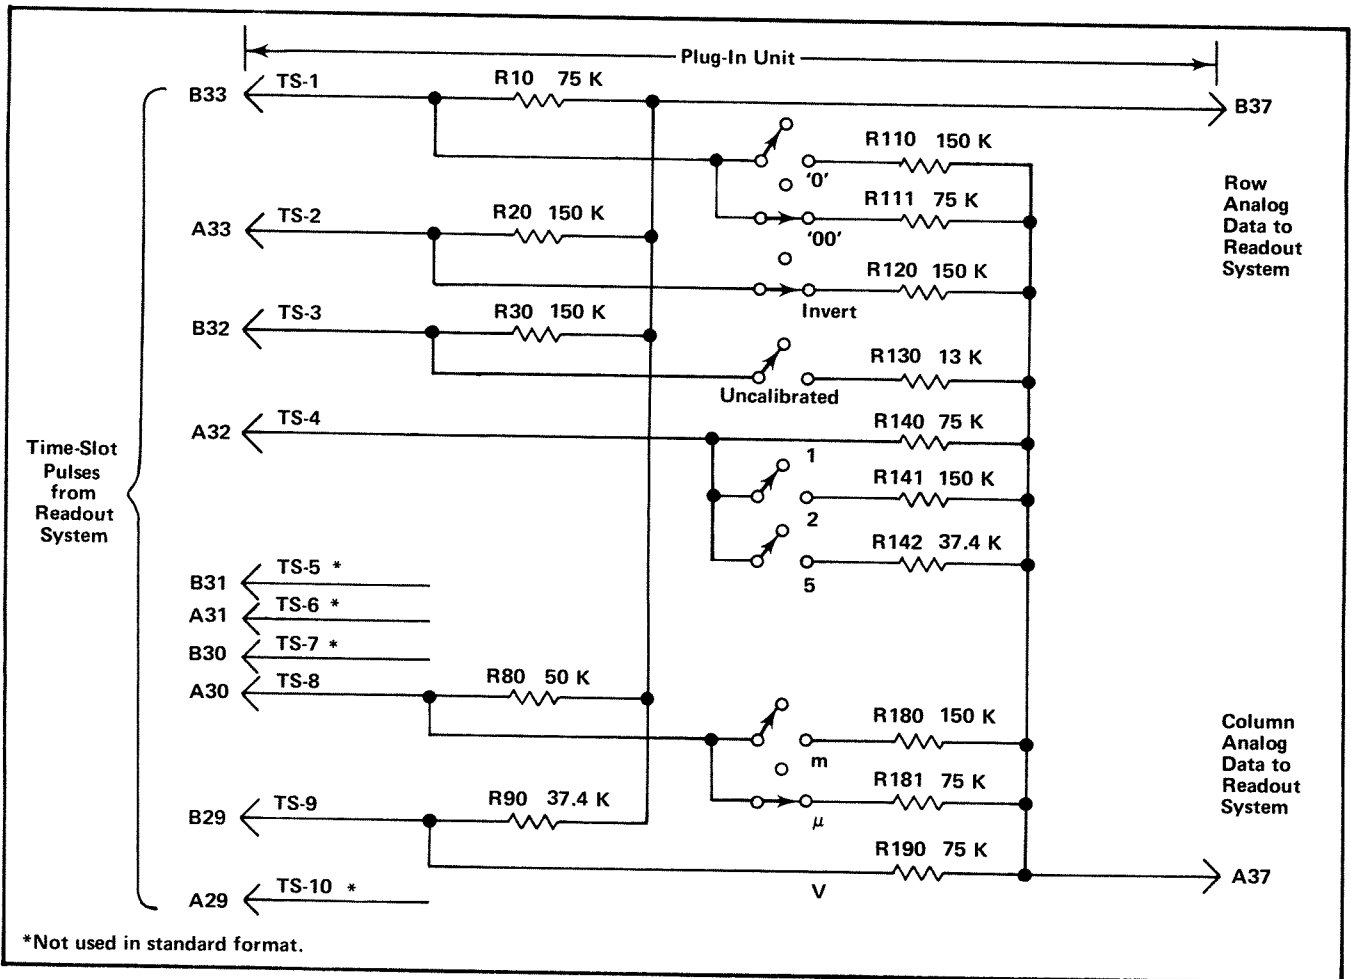 Plug-In Unit
B33 TS-1 R10 75 K B37
R110 150 K
'0'
Row
Analog
Data to
Readout
System
R111 75 K
'00'
A33 TS-2 R20 150 K
R120 150 K
Invert
B32 TS-3 R30 150 K
R130 13 K
Uncalibrated
A32 TS-4 R140 75 K
1
R141 150 K
2
R142 37.4 K
5
Time-Slot
Pulses
from
Readout
System
B31 TS-5 *
A31 TS-6 *
B30 TS-7 *
A30 TS-8 R80 50 K
R180 150 K
m
Column
Analog
Data to
Readout
System
R181 75 K
μ
B29 TS-9 R90 37.4 K
R190 75 K
V
A37
A29 TS-10 *
*Not used in standard format.